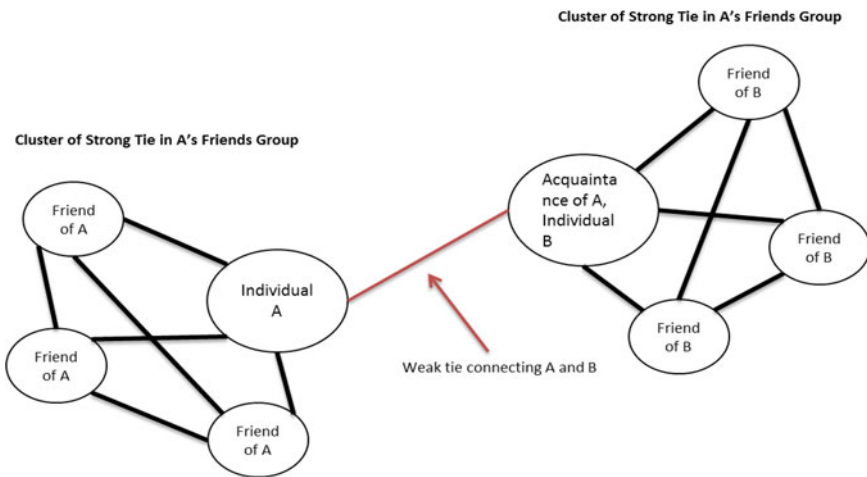 Cluster of Strong Tie in A's Friends Group
Friend
of B
Cluster of Strong Tie in A's Friends Group
Acquainta
nce of A,
Individual
B
Friend
of A
Friend
of B
Individual
A
Friend
of B
Friend
of A
Weak tie connecting A and B
Friend
of A